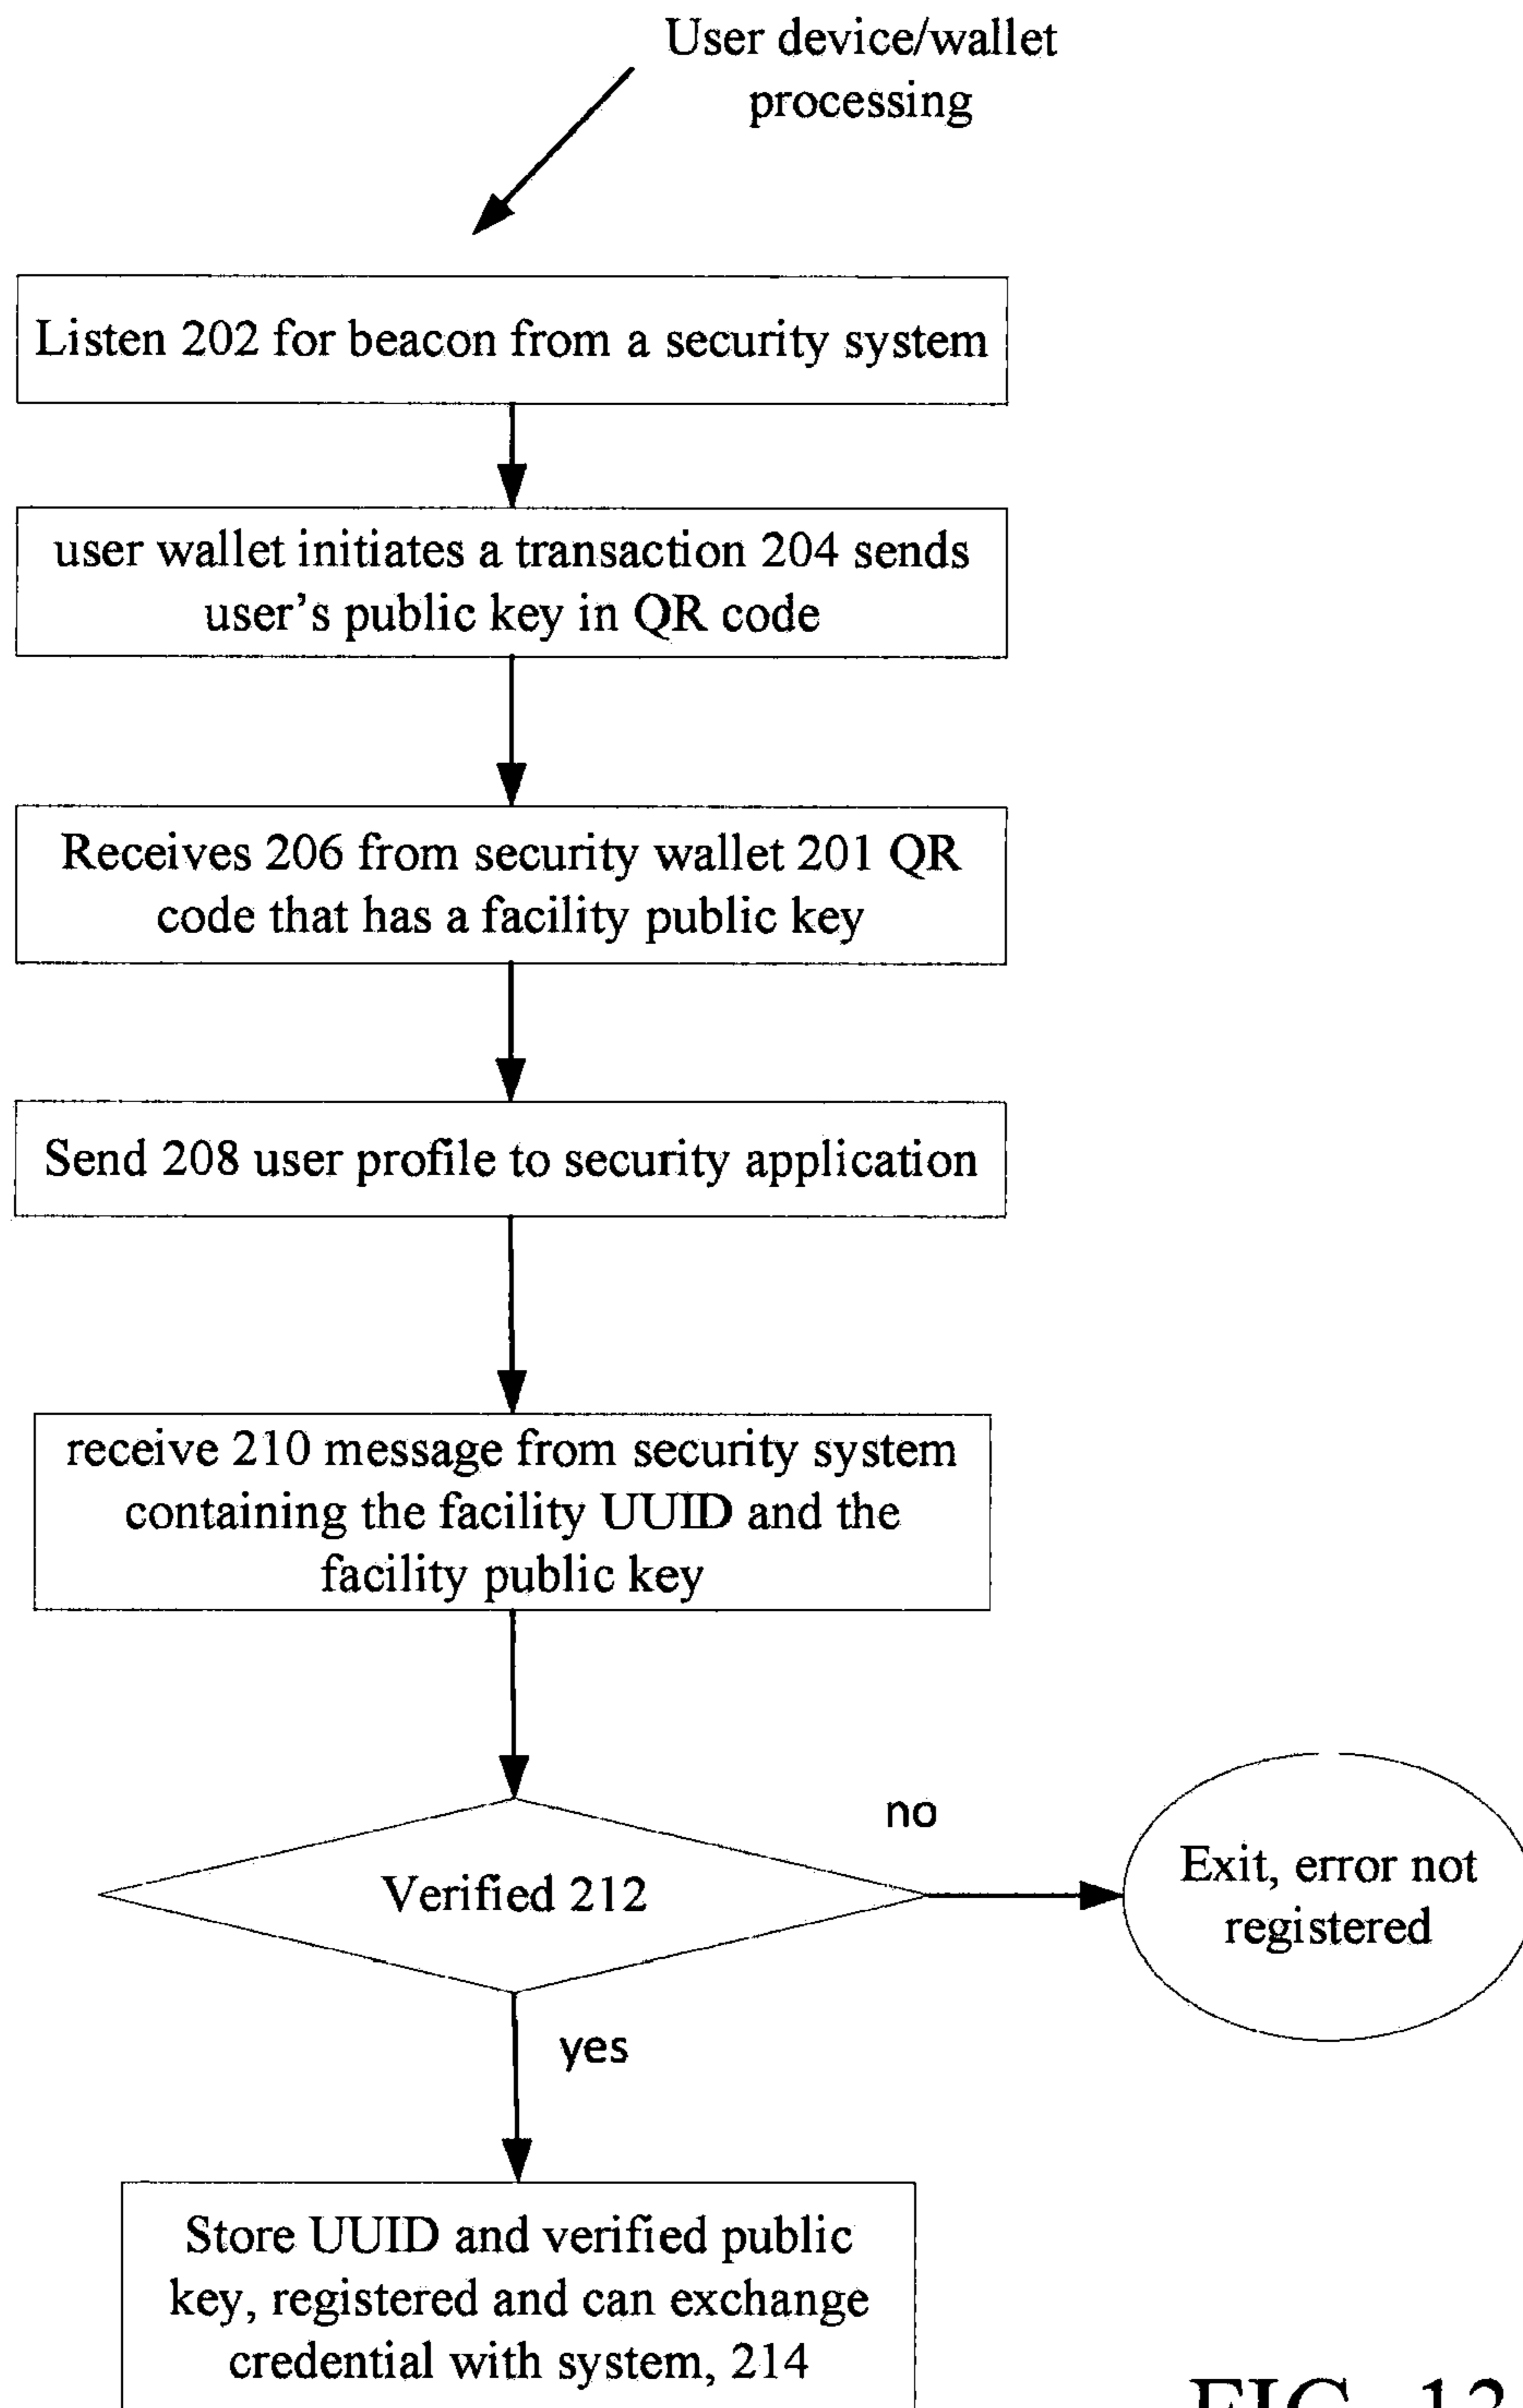 User device/wallet
processing
Listen 202 for beacon from a security system
user wallet initiates a transaction 204 sends
user's public key in QR code
Receives 206 from security wallet 201 QR
code that has a facility public key
Send 208 user profile to security application
receive 210 message from security system
containing the facility UUID and the
facility public key
no
Verified 212
Exit, error not
registered
yes
Store UUID and verified public
key, registered and can exchange
credential with system, 214
FIG.